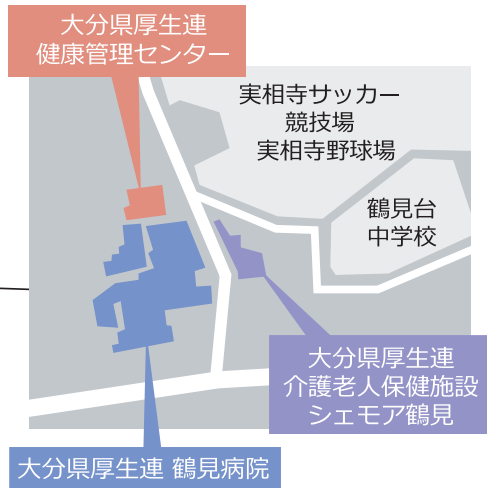 大分県厚生連
健康管理センター
実相寺サッカー
競技場
実相寺野球場
鶴見台
中学校
大分県厚生連
介護老人保健施設
シェモア鶴見
大分県厚生連 鶴見病院